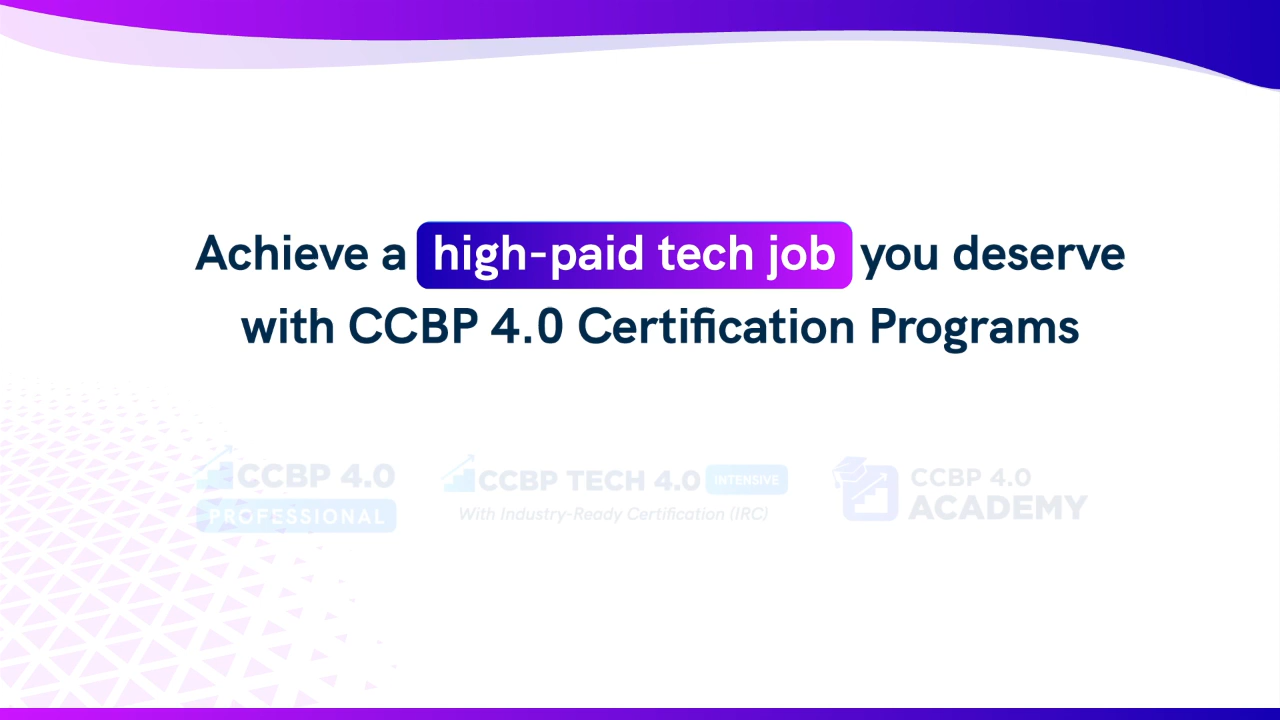 Achieve a high-paid tech job you deserve
with CCBP 4.0 Certification Programs
CCBP 4.0
PROFESSIONAL
CCBP TECH 4.0 INTENSIVE
With Industry-Ready Certification (IRC)
CCBP 4.0
ACADEMY